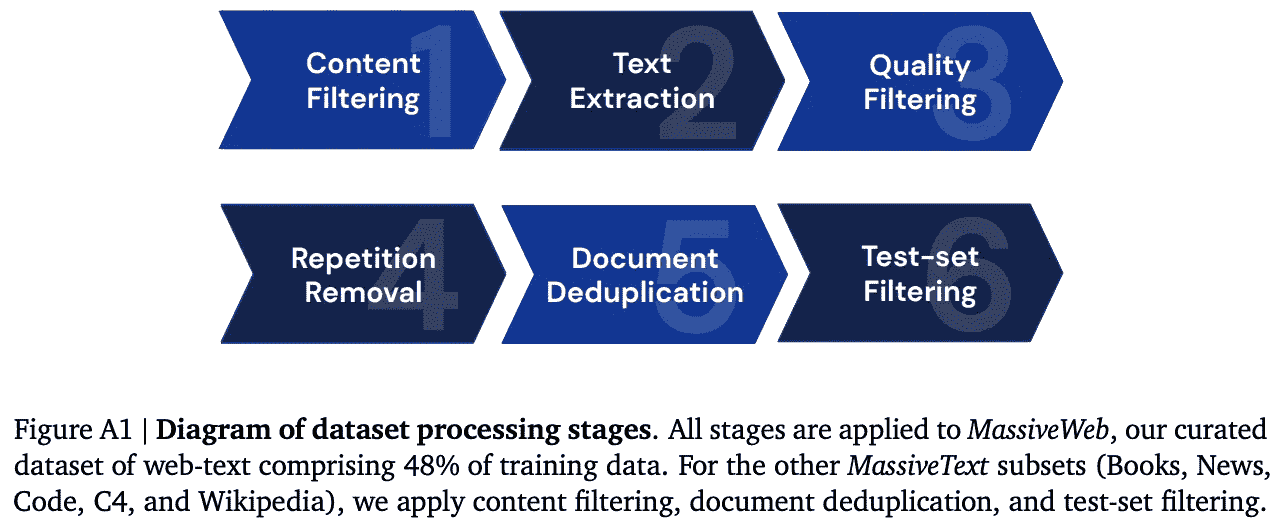 1
Content
Filtering
2
Text
Extraction
3
Quality
Filtering
4
Repetition
Removal
5
Document
Deduplication
6
Test-set
Filtering
Figure A1 | Diagram of dataset processing stages. All stages are applied to MassiveWeb, our curated
dataset of web-text comprising 48% of training data. For the other MassiveText subsets (Books, News,
Code, C4, and Wikipedia), we apply content filtering, document deduplication, and test-set filtering.